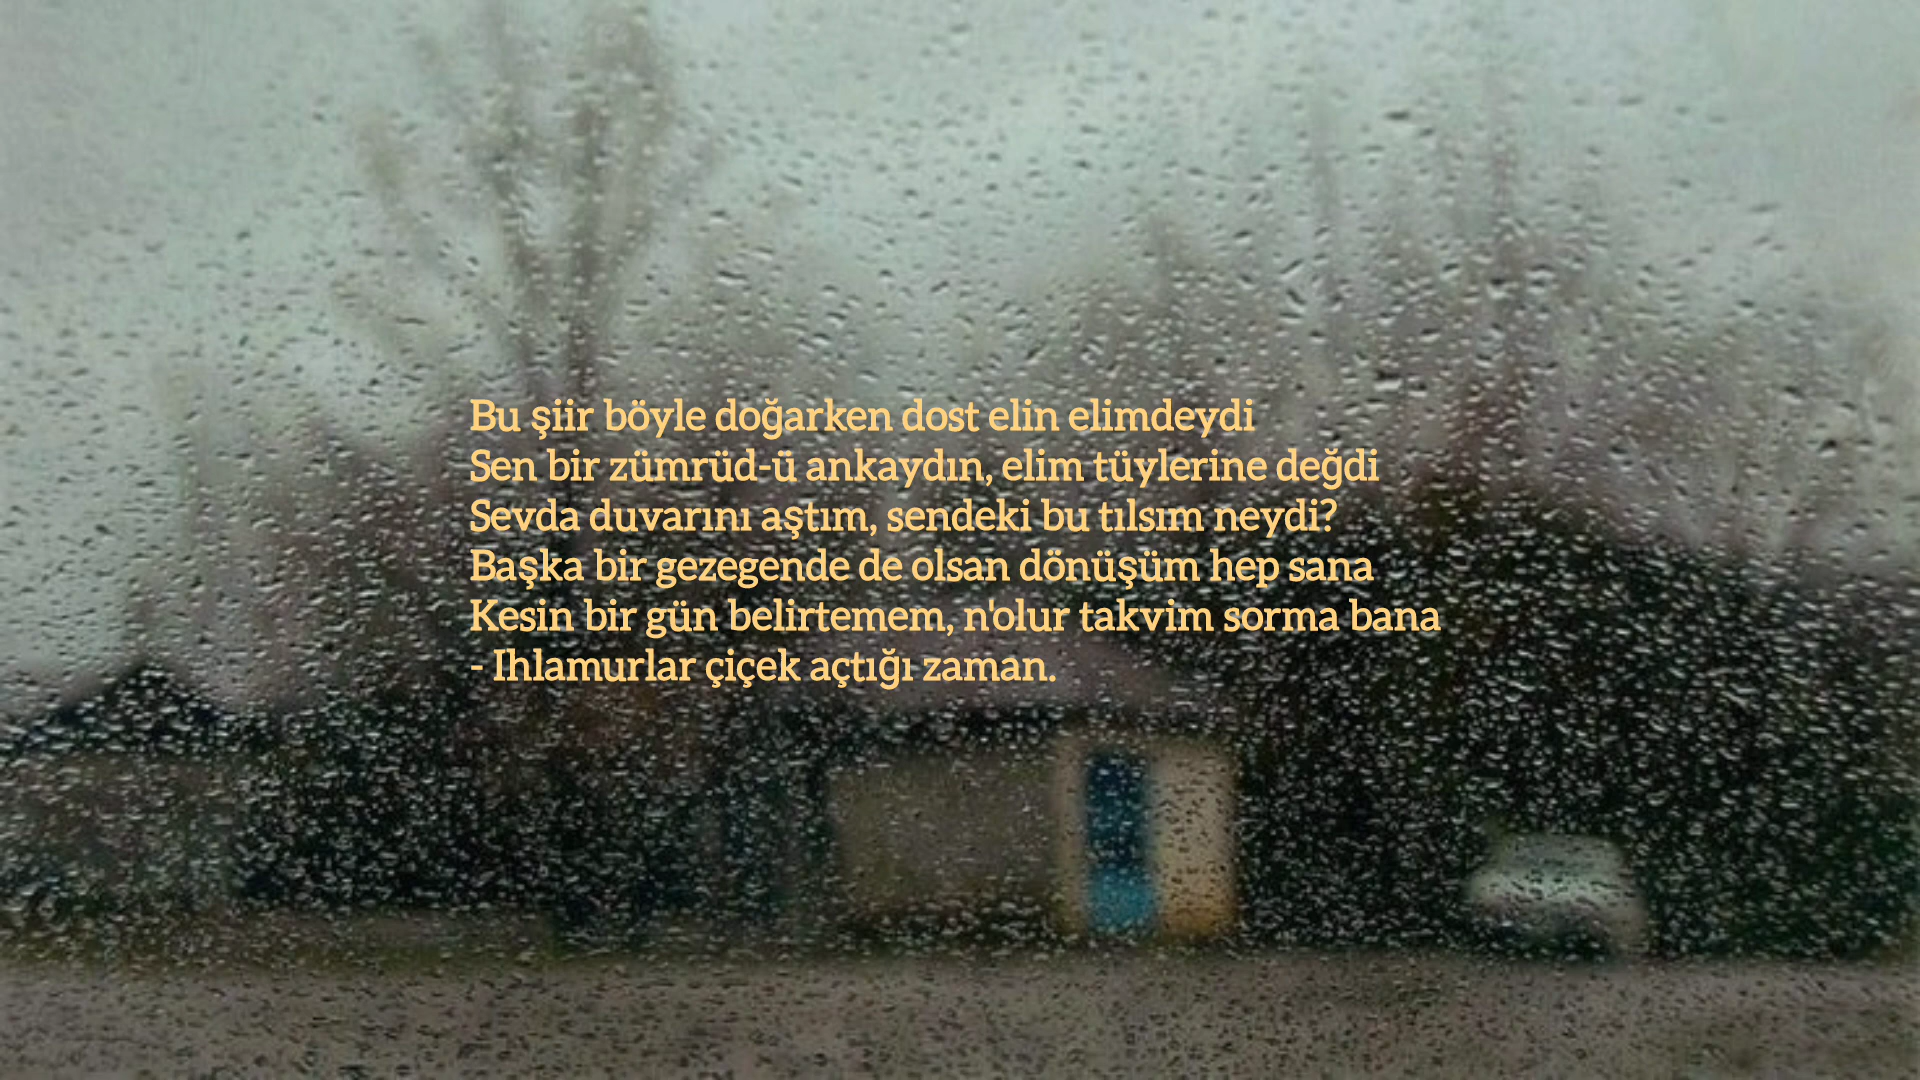 Bu şiir böyle doğarken dost elin elimdeydi
Sen bir zümrüd-ü ankaydın, elim tüylerine değdi
Sevda duvarını aştım, sendeki bu tılsım neydi?
Başka bir gezegende de olsan dönüşüm hep sana
Kesin bir gün belirtemem, n'olur takvim sorma bana
- Ihlamurlar çiçek açtığı zaman.